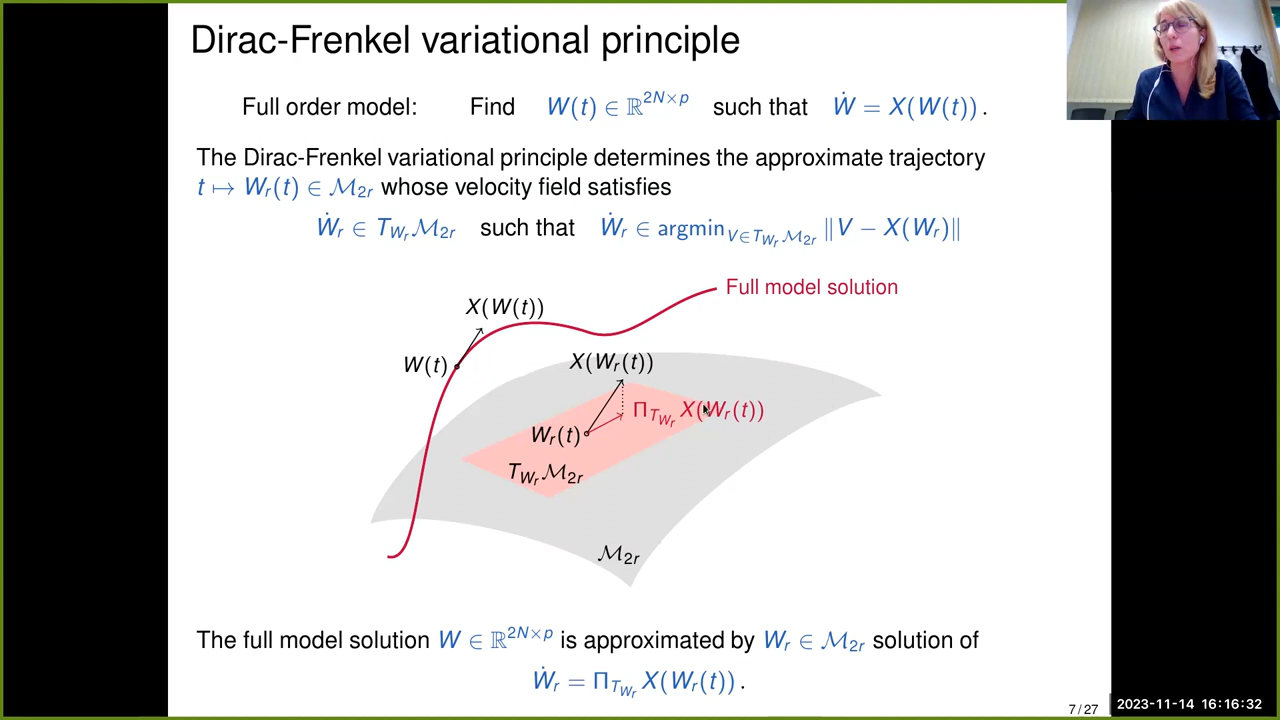 Dirac-Frenkel variational principle
Full order model: Find W(t) ∈ ℝ^{2N×p} such that Ẇ = X(W(t)) .
The Dirac-Frenkel variational principle determines the approximate trajectory
t ↦ W_r(t) ∈ ℳ_{2r} whose velocity field satisfies
Ẇ_r ∈ T_{W_r}ℳ_{2r} such that Ẇ_r ∈ argmin_{V∈T_{W_r}ℳ_{2r}} ‖V − X(W_r)‖
Full model solution
X(W(t))
W(t)
X(W_r(t))
Π_{T_{W_r}} X(W_r(t))
W_r(t)
T_{W_r}ℳ_{2r}
ℳ_{2r}
The full model solution W ∈ ℝ^{2N×p} is approximated by W_r ∈ ℳ_{2r} solution of
Ẇ_r = Π_{T_{W_r}} X(W_r(t)) .
7 / 27
2023-11-14 16:16:32